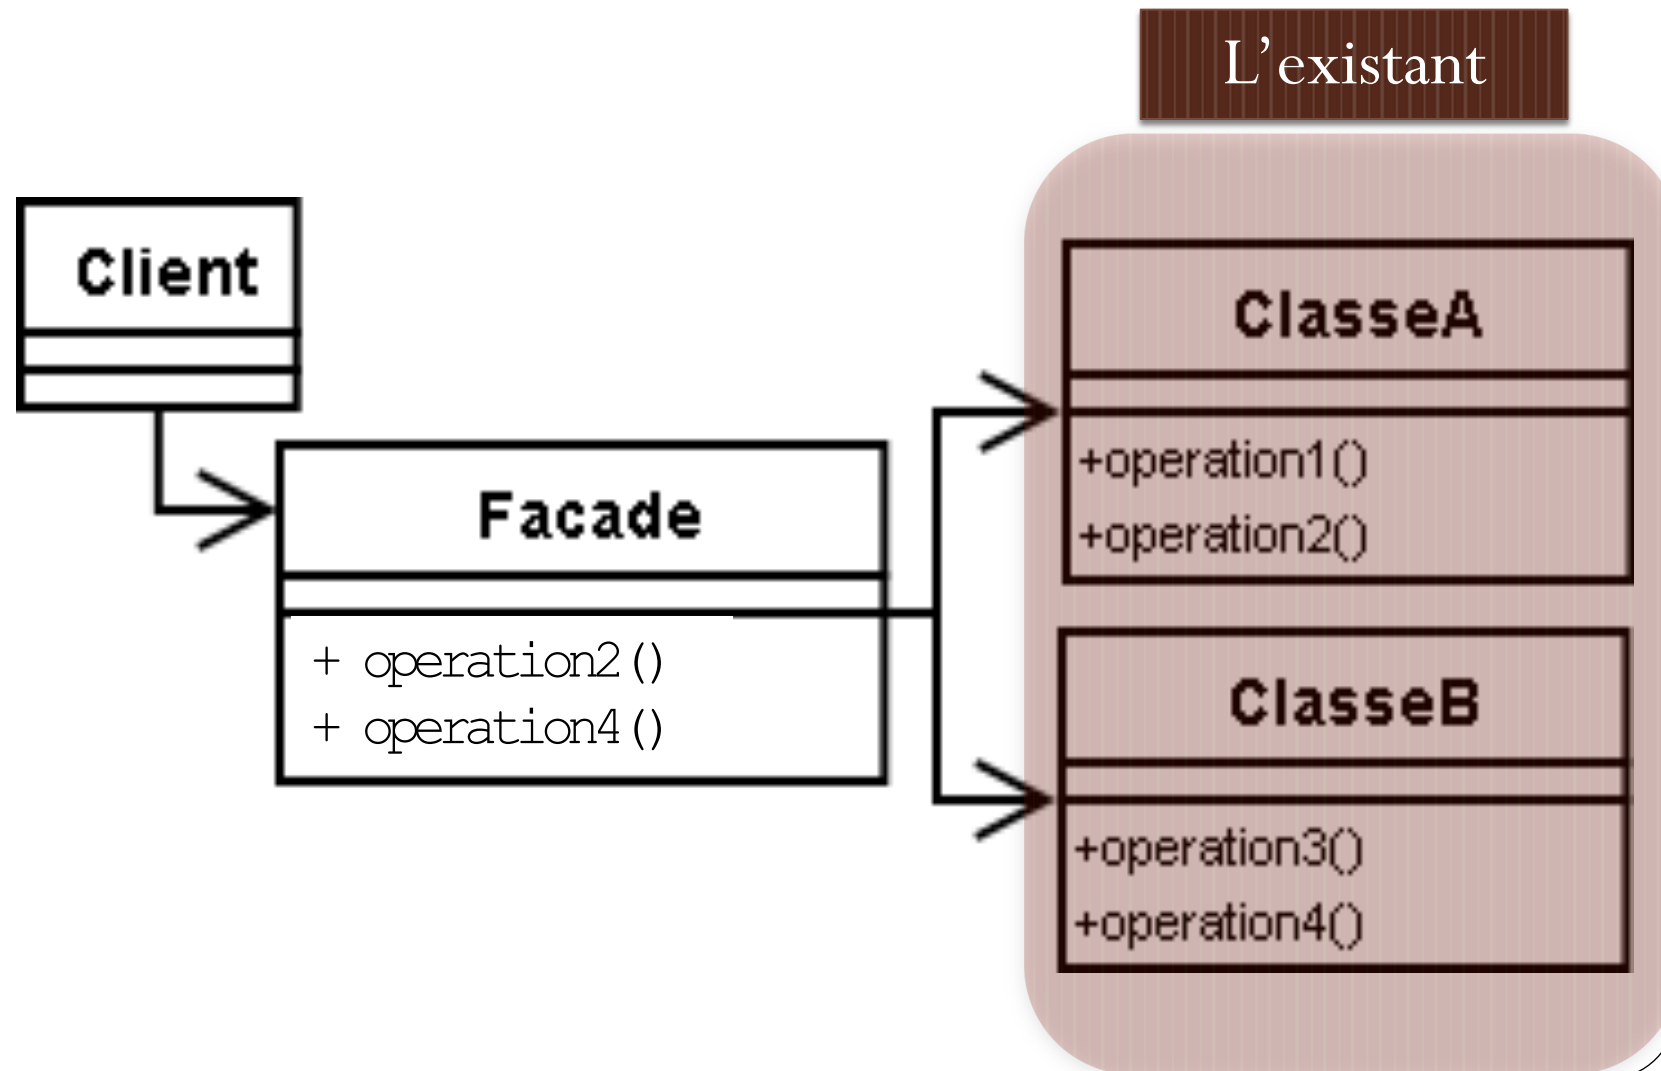 L'existant
Client
Facade
+ operation2()
+ operation4()
ClasseA
+operation1()
+operation2()
ClasseB
+operation3()
+operation4()